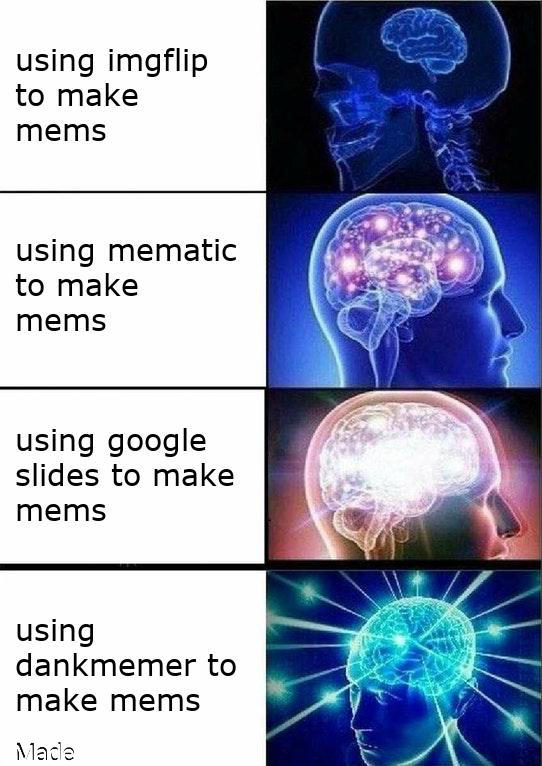 using imgflip
to make
mems
using mematic
to make
mems
using google
slides to make
mems
using
dankmemer to
make mems
Made